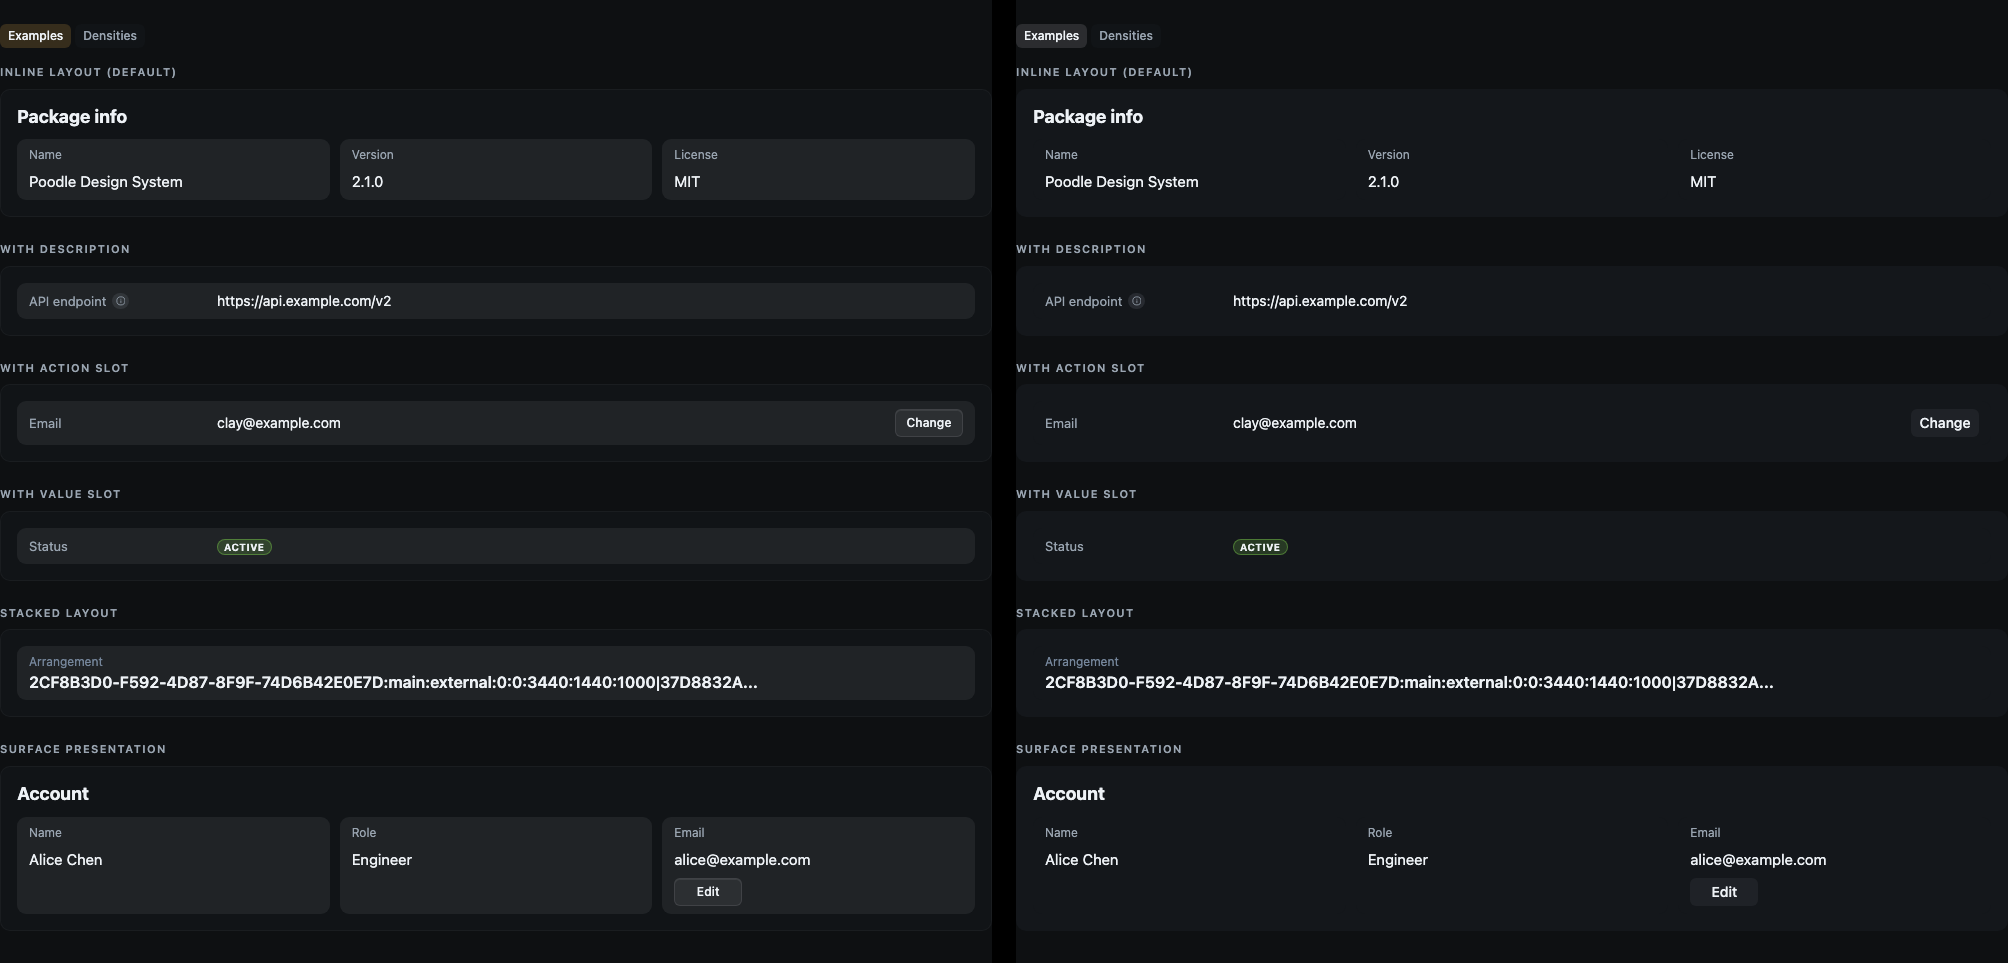 Examples Densities
INLINE LAYOUT (DEFAULT)
Package info
Name Version License
Poodle Design System 2.1.0 MIT
WITH DESCRIPTION
API endpoint https://api.example.com/v2
WITH ACTION SLOT
Email clay@example.com Change
WITH VALUE SLOT
Status ACTIVE
STACKED LAYOUT
Arrangement
2CF8B3D0-F592-4D87-8F9F-74D6B42E0E7D:main:external:0:0:3440:1440:1000|37D8832A...
SURFACE PRESENTATION
Account
Name Role Email
Alice Chen Engineer alice@example.com
Edit
Examples Densities
INLINE LAYOUT (DEFAULT)
Package info
Name Version License
Poodle Design System 2.1.0 MIT
WITH DESCRIPTION
API endpoint https://api.example.com/v2
WITH ACTION SLOT
Email clay@example.com Change
WITH VALUE SLOT
Status ACTIVE
STACKED LAYOUT
Arrangement
2CF8B3D0-F592-4D87-8F9F-74D6B42E0E7D:main:external:0:0:3440:1440:1000|37D8832A...
SURFACE PRESENTATION
Account
Name Role Email
Alice Chen Engineer alice@example.com
Edit